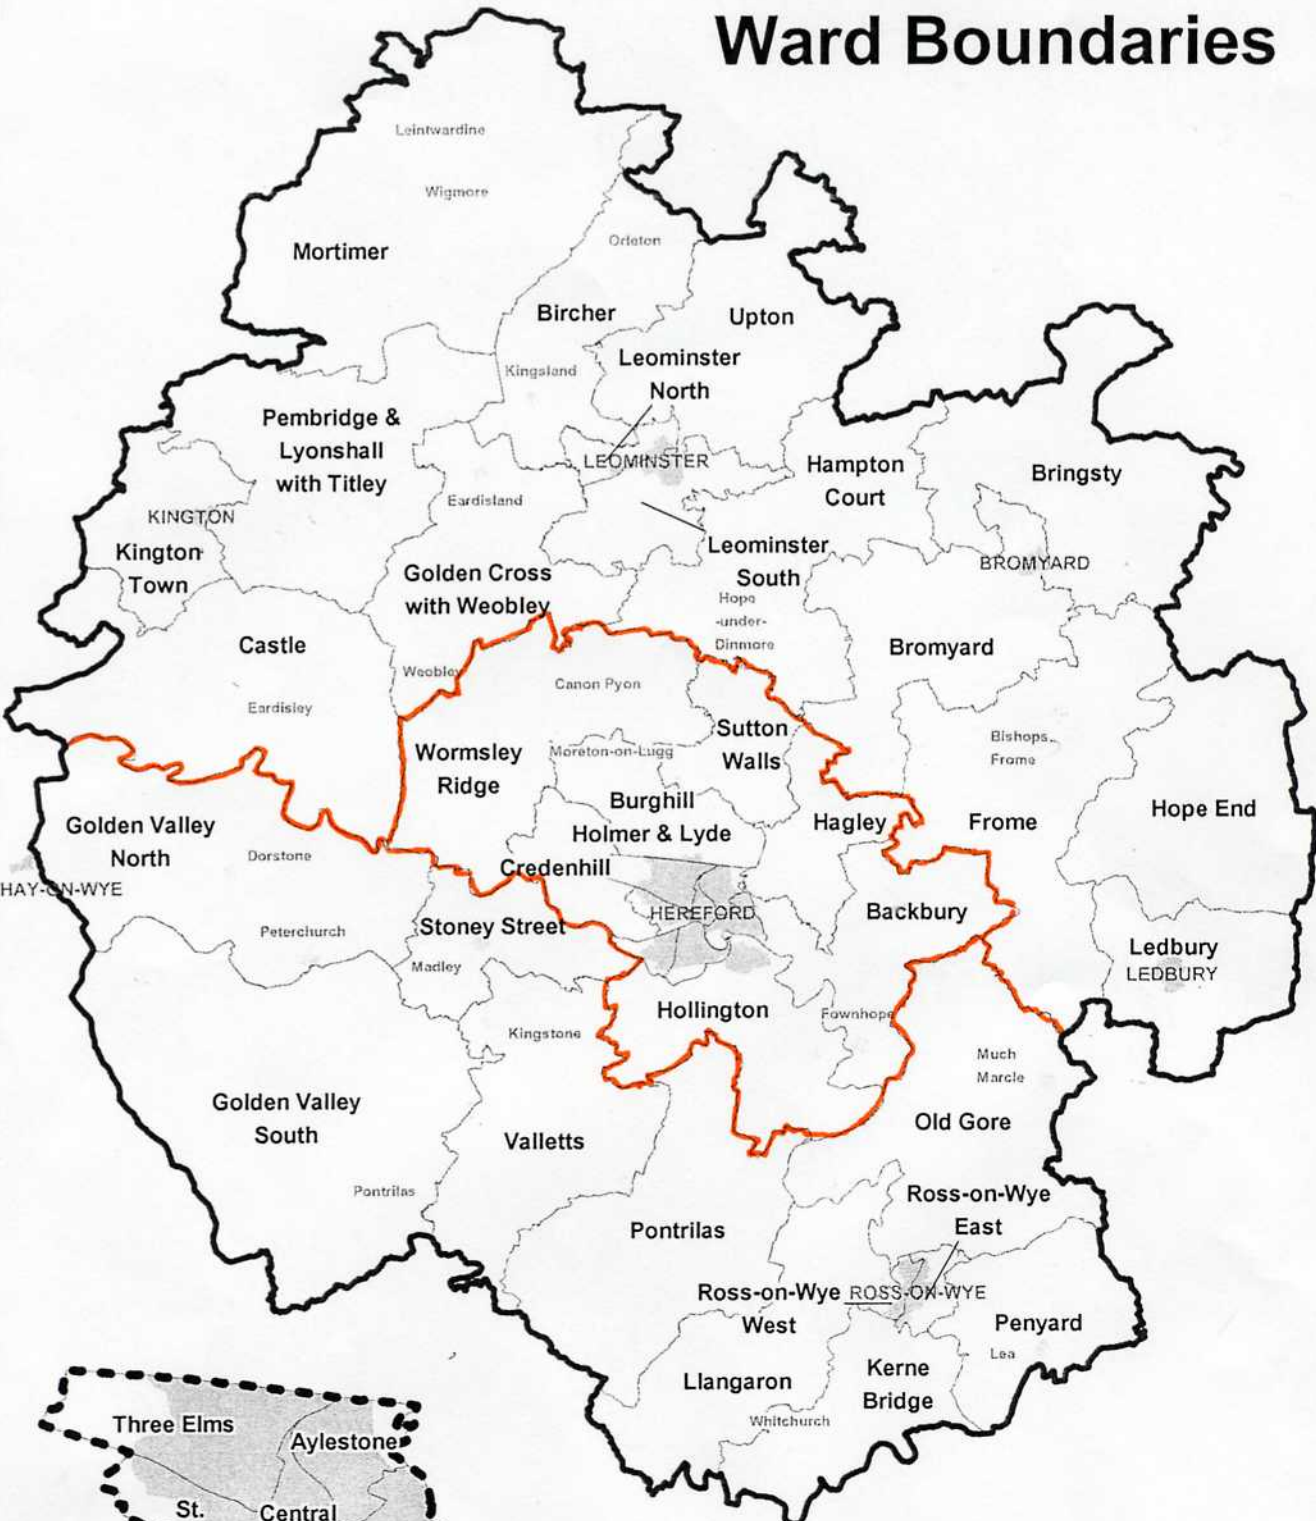 Ward Boundaries
Leintwardine
Wigmore
Orleton
Mortimer
Bircher
Upton
Kingsland
Leominster
North
Pembridge &
Lyonshall
with Titley
LEOMINSTER
Hampton
Court
Bringsty
Eardisland
KINGTON
Kington
Town
Leominster
South
BROMYARD
Golden Cross
with Weobley
Hope
-under-
Dinmore
Castle
Bromyard
Weobley
Canon Pyon
Eardisley
Sutton
Walls
Bishops
Frome
Wormsley
Ridge
Moreton-on-Lugg
Burghill
Holmer & Lyde
Hagley
Frome
Hope End
Golden Valley
North
Dorstone
Credenhill
HAY-ON-WYE
HEREFORD
Backbury
Stoney Street
Peterchurch
Ledbury
LEDBURY
Madley
Hollington
Fownhope
Kingstone
Much
Marcle
Golden Valley
South
Old Gore
Valletts
Pontrilas
Ross-on-Wye
East
Pontrilas
Ross-on-Wye ROSS-ON-WYE
West
Penyard
Lea
Kerne
Bridge
Llangaron
Whitchurch
Three Elms
Aylestone
St.
Central